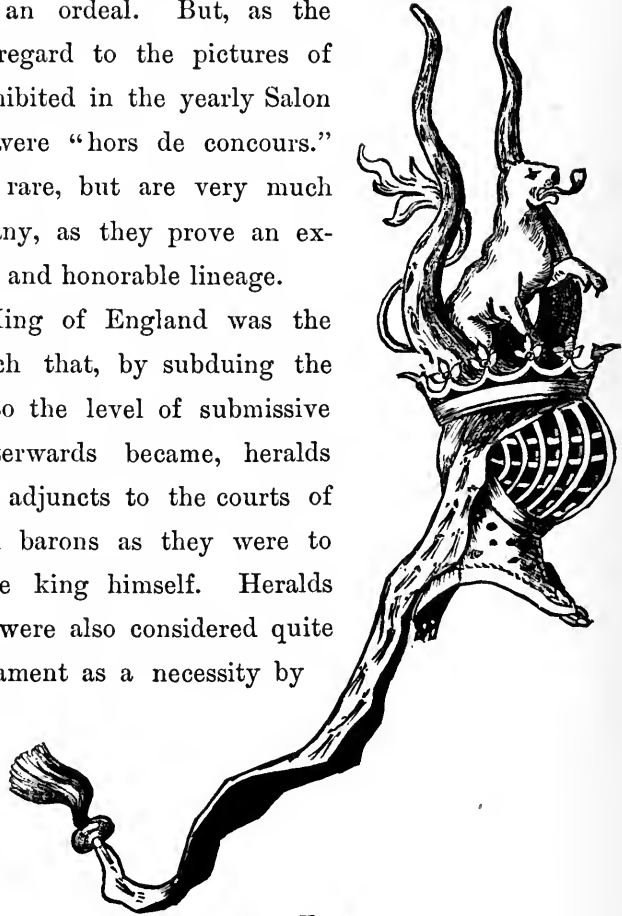 an ordeal. But, as the
regard to the pictures of
hibited in the yearly Salon
were “hors de concours.”
rare, but are very much
any, as they prove an ex-
and honorable lineage.
King of England was the
ch that, by subduing the
o the level of submissive
terwards became, heralds
adjuncts to the courts of
barons as they were to
e king himself. Heralds
were also considered quite
ament as a necessity by